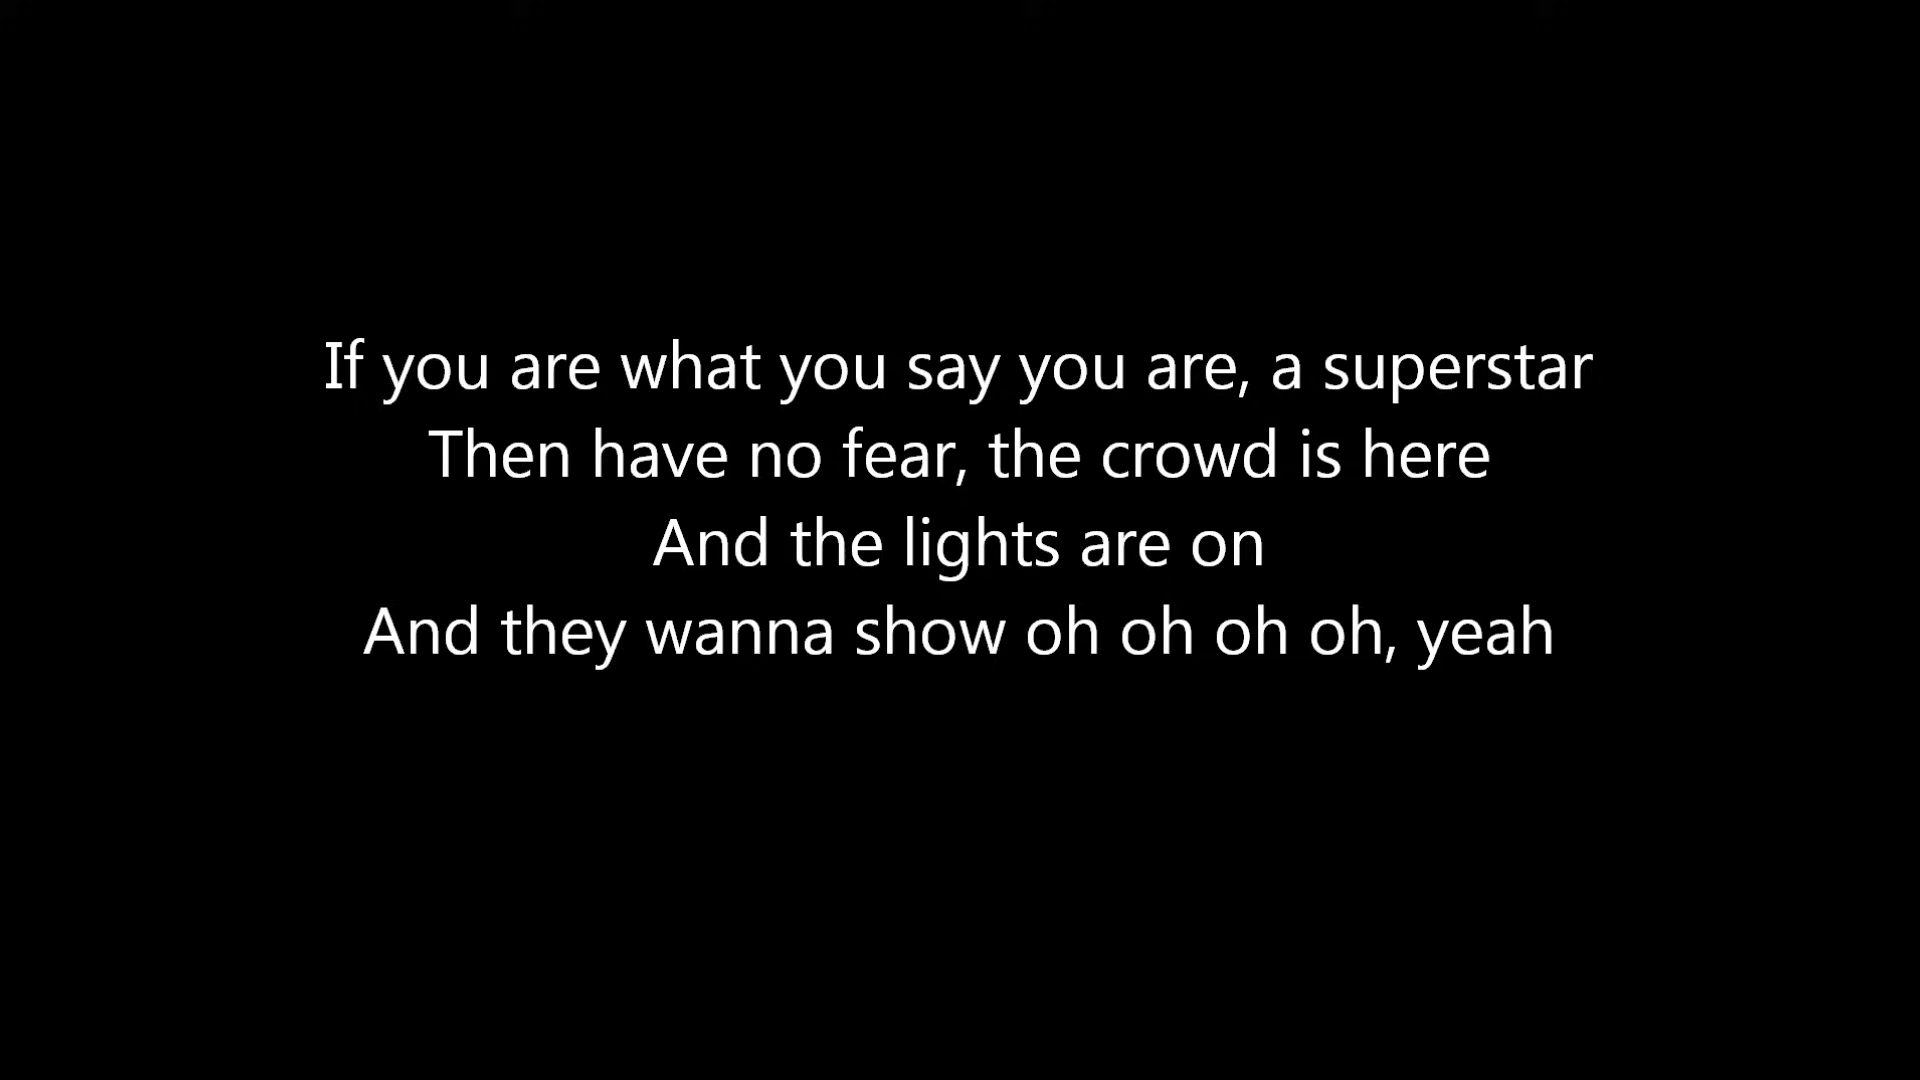 If you are what you say you are, a superstar
Then have no fear, the crowd is here
And the lights are on
And they wanna show oh oh oh oh, yeah